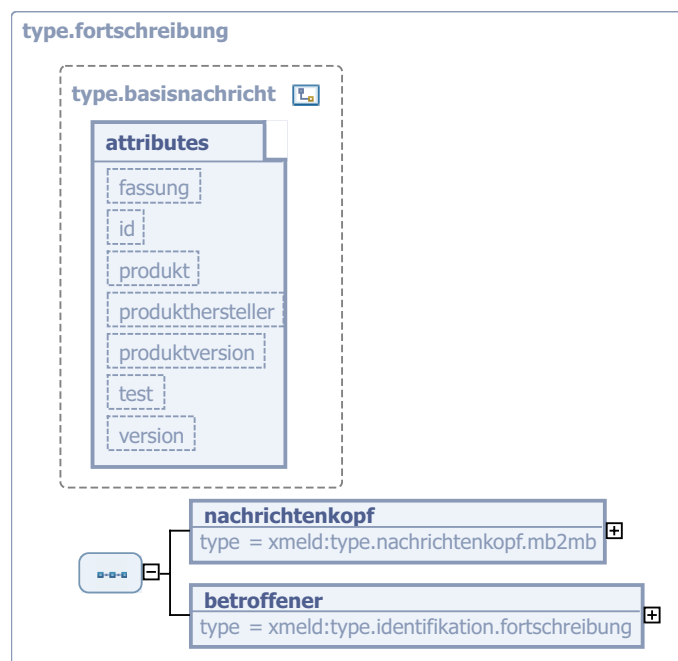 type.fortschreibung
type.basisnachricht
attributes
fassung
id
produkt
produkthersteller
produktversion
test
version
nachrichtenkopf
type = xmeld:type.nachrichtenkopf.mb2mb
betroffener
type = xmeld:type.identifikation.fortschreibung